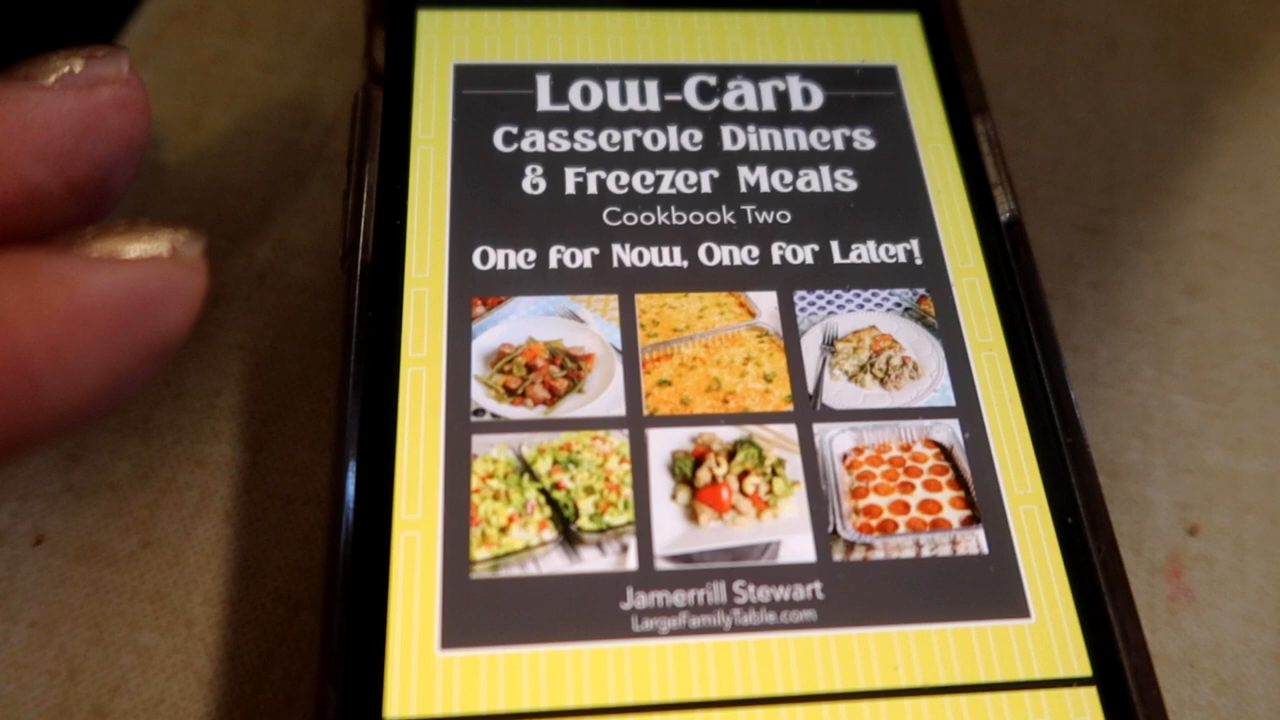 Low-Carb
Casserole Dinners
& Freezer Meals
Cookbook Two
One for Now, One for Later!
Jamerrill Stewart
LargeFamilyTable.com